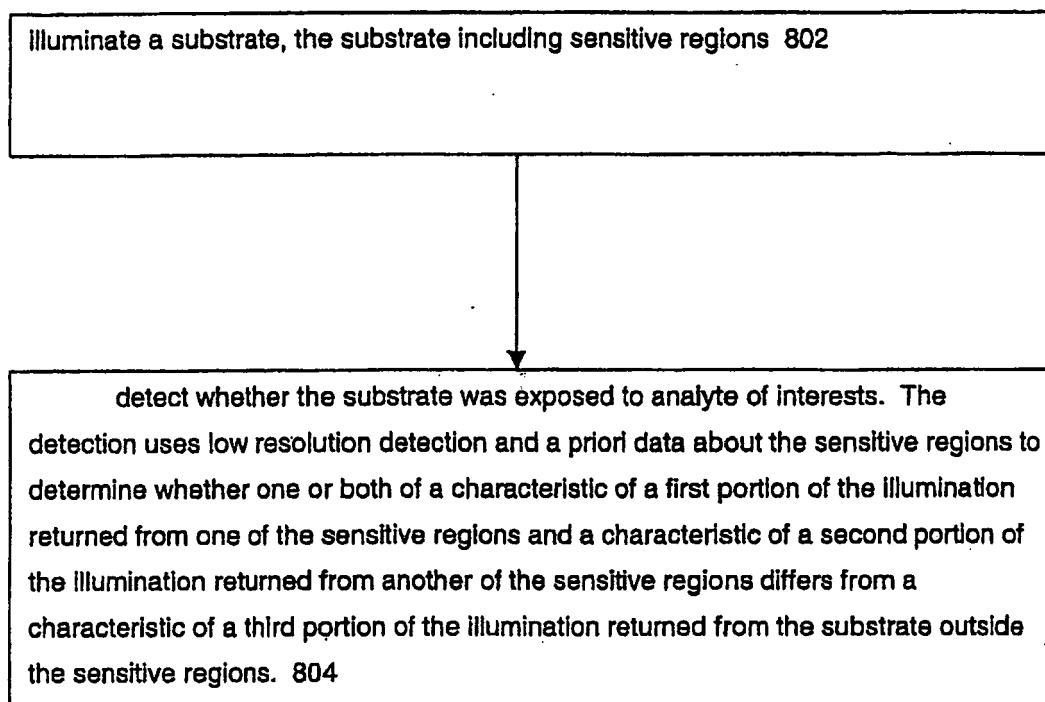 illuminate a substrate, the substrate including sensitive regions 802
detect whether the substrate was exposed to analyte of interests. The
detection uses low resolution detection and a priori data about the sensitive regions to
determine whether one or both of a characteristic of a first portion of the illumination
returned from one of the sensitive regions and a characteristic of a second portion of
the illumination returned from another of the sensitive regions differs from a
characteristic of a third portion of the illumination returned from the substrate outside
the sensitive regions. 804